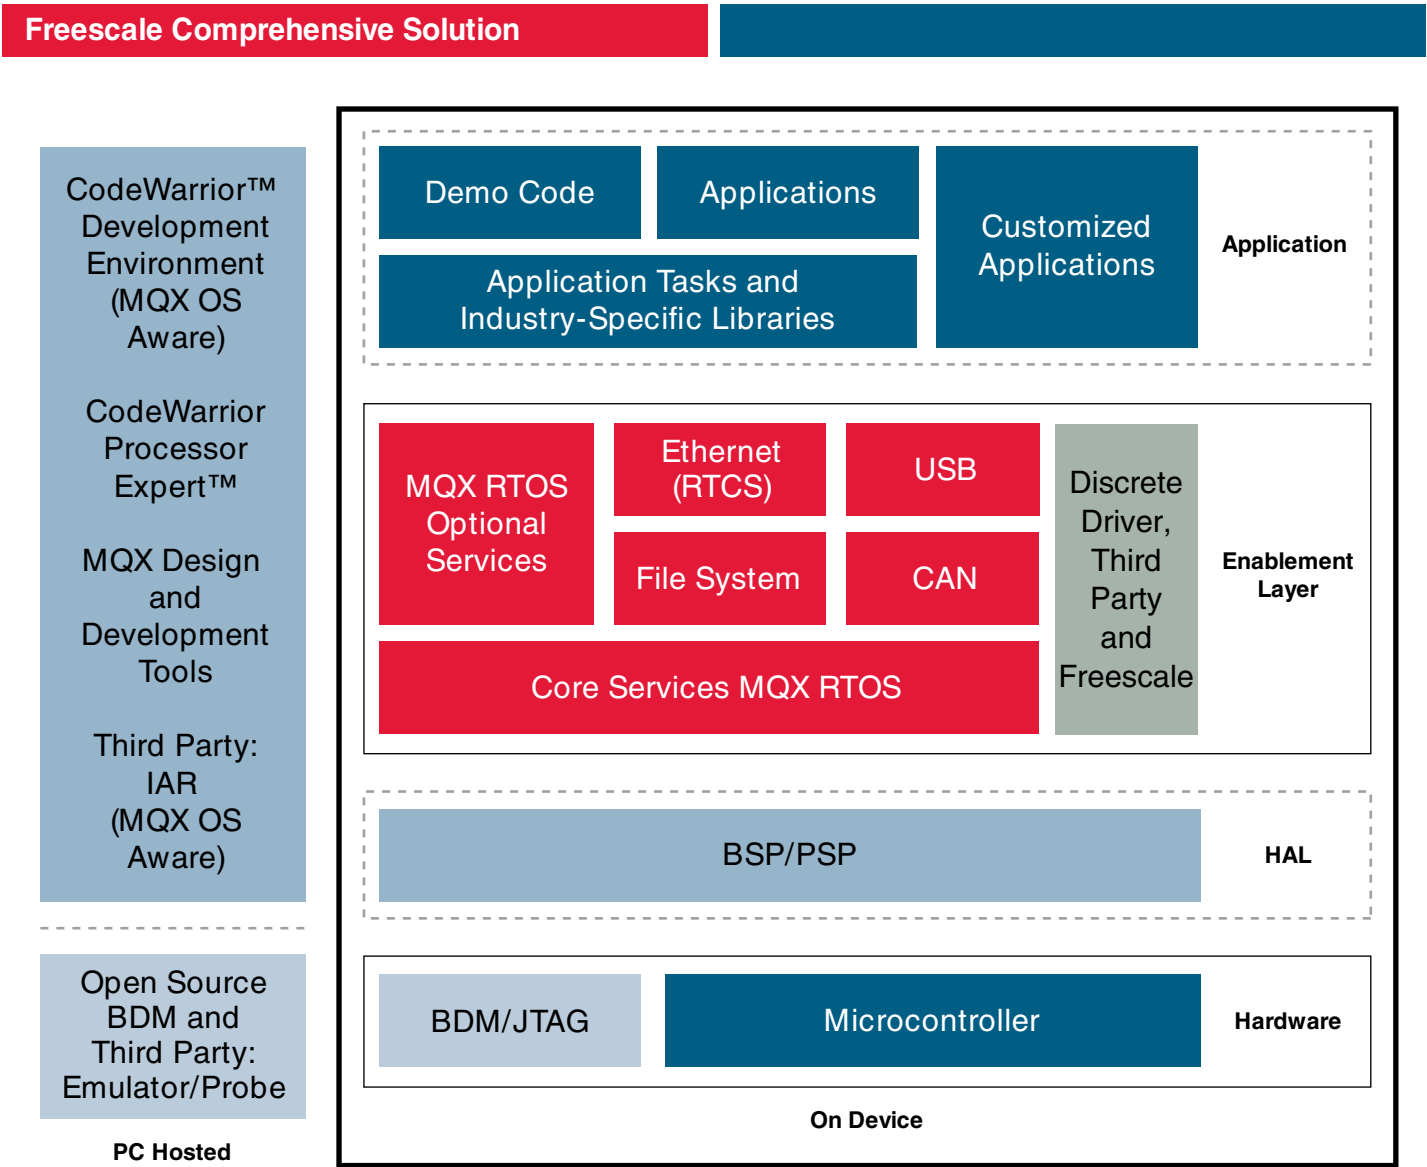 Freescale Comprehensive Solution
CodeWarrior™
Development
Environment
(MQX OS
Aware)
CodeWarrior
Processor
Expert™
MQX Design
and
Development
Tools
Third Party:
IAR
(MQX OS
Aware)
Open Source
BDM and
Third Party:
Emulator/Probe
PC Hosted
Demo Code
Applications
Customized
Applications
Application Tasks and
Industry-Specific Libraries
Application
MQX RTOS
Optional
Services
Ethernet
(RTCS)
USB
File System
CAN
Core Services MQX RTOS
Discrete
Driver,
Third
Party
and
Freescale
Enablement
Layer
BSP/PSP
HAL
BDM/JTAG
Microcontroller
Hardware
On Device